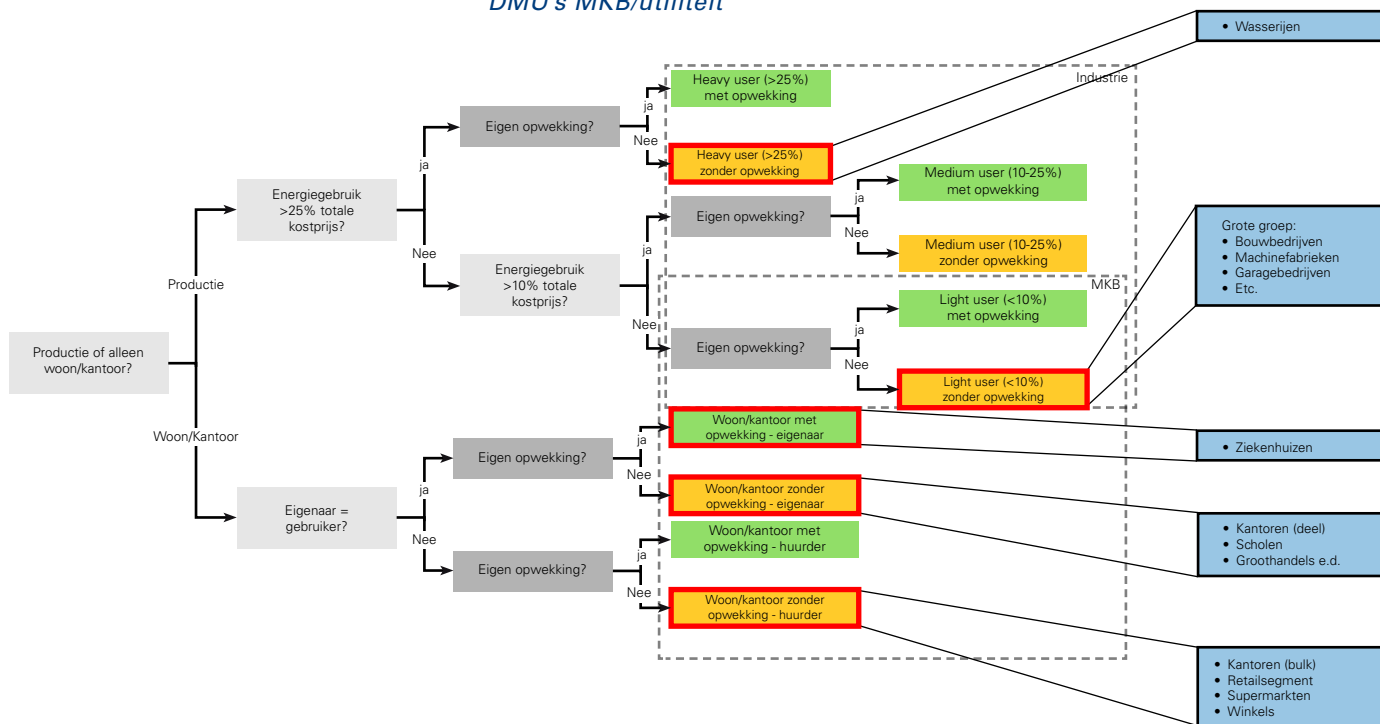 DMU's MKB/utiliteit
• Wasserijen
Industrie
Heavy user (>25%)
met opwekking
ja
Eigen opwekking?
Nee
Heavy user (>25%)
zonder opwekking
ja
Medium user (10-25%)
met opwekking
Energiegebruik
>25% totale
kostprijs?
ja
Eigen opwekking?
Nee
ja
Medium user (10-25%)
zonder opwekking
Grote groep:
• Bouwbedrijven
• Machinefabrieken
• Garagebedrijven
• Etc.
Nee
Energiegebruik
>10% totale
kostprijs?
Productie
MKB
Light user (<10%)
met opwekking
Nee
ja
Eigen opwekking?
Nee
Productie of alleen
woon/kantoor?
Light user (<10%)
zonder opwekking
Woon/Kantoor
Woon/kantoor met
opwekking - eigenaar
ja
• Ziekenhuizen
Eigen opwekking?
Nee
ja
Woon/kantoor zonder
opwekking - eigenaar
Eigenaar =
gebruiker?
Nee
• Kantoren (deel)
• Scholen
• Groothandels e.d.
Woon/kantoor met
opwekking - huurder
ja
Eigen opwekking?
Nee
Woon/kantoor zonder
opwekking - huurder
• Kantoren (bulk)
• Retailsegment
• Supermarkten
• Winkels